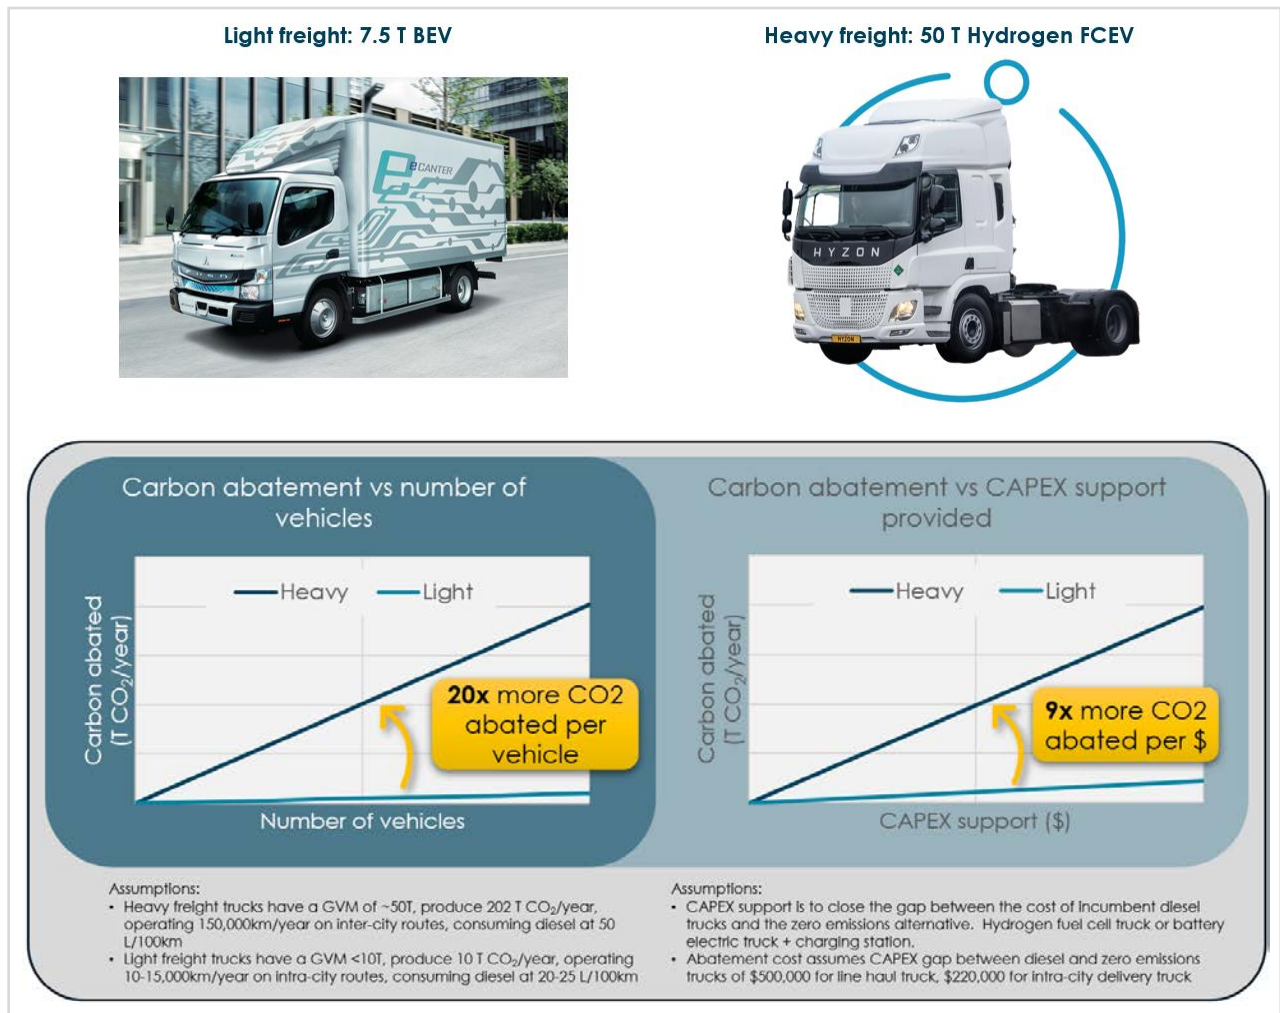 Light freight: 7.5 T BEV
Heavy freight: 50 T Hydrogen FCEV
eCANTER
HYZON
HYZON
Carbon abatement vs number of
vehicles
Heavy
Light
Carbon abated
(T CO₂/year)
20x more CO2
abated per
vehicle
Number of vehicles
Carbon abatement vs CAPEX support
provided
Heavy
Light
Carbon abated
(T CO₂/year)
9x more CO2
abated per $
CAPEX support ($)
Assumptions:
• Heavy freight trucks have a GVM of ~50T, produce 202 T CO₂/year,
operating 150,000km/year on inter-city routes, consuming diesel at 50
L/100km
• Light freight trucks have a GVM <10T, produce 10 T CO₂/year, operating
10-15,000km/year on intra-city routes, consuming diesel at 20-25 L/100km
Assumptions:
• CAPEX support is to close the gap between the cost of incumbent diesel
trucks and the zero emissions alternative. Hydrogen fuel cell truck or battery
electric truck + charging station.
• Abatement cost assumes CAPEX gap between diesel and zero emissions
trucks of $500,000 for line haul truck, $220,000 for intra-city delivery truck